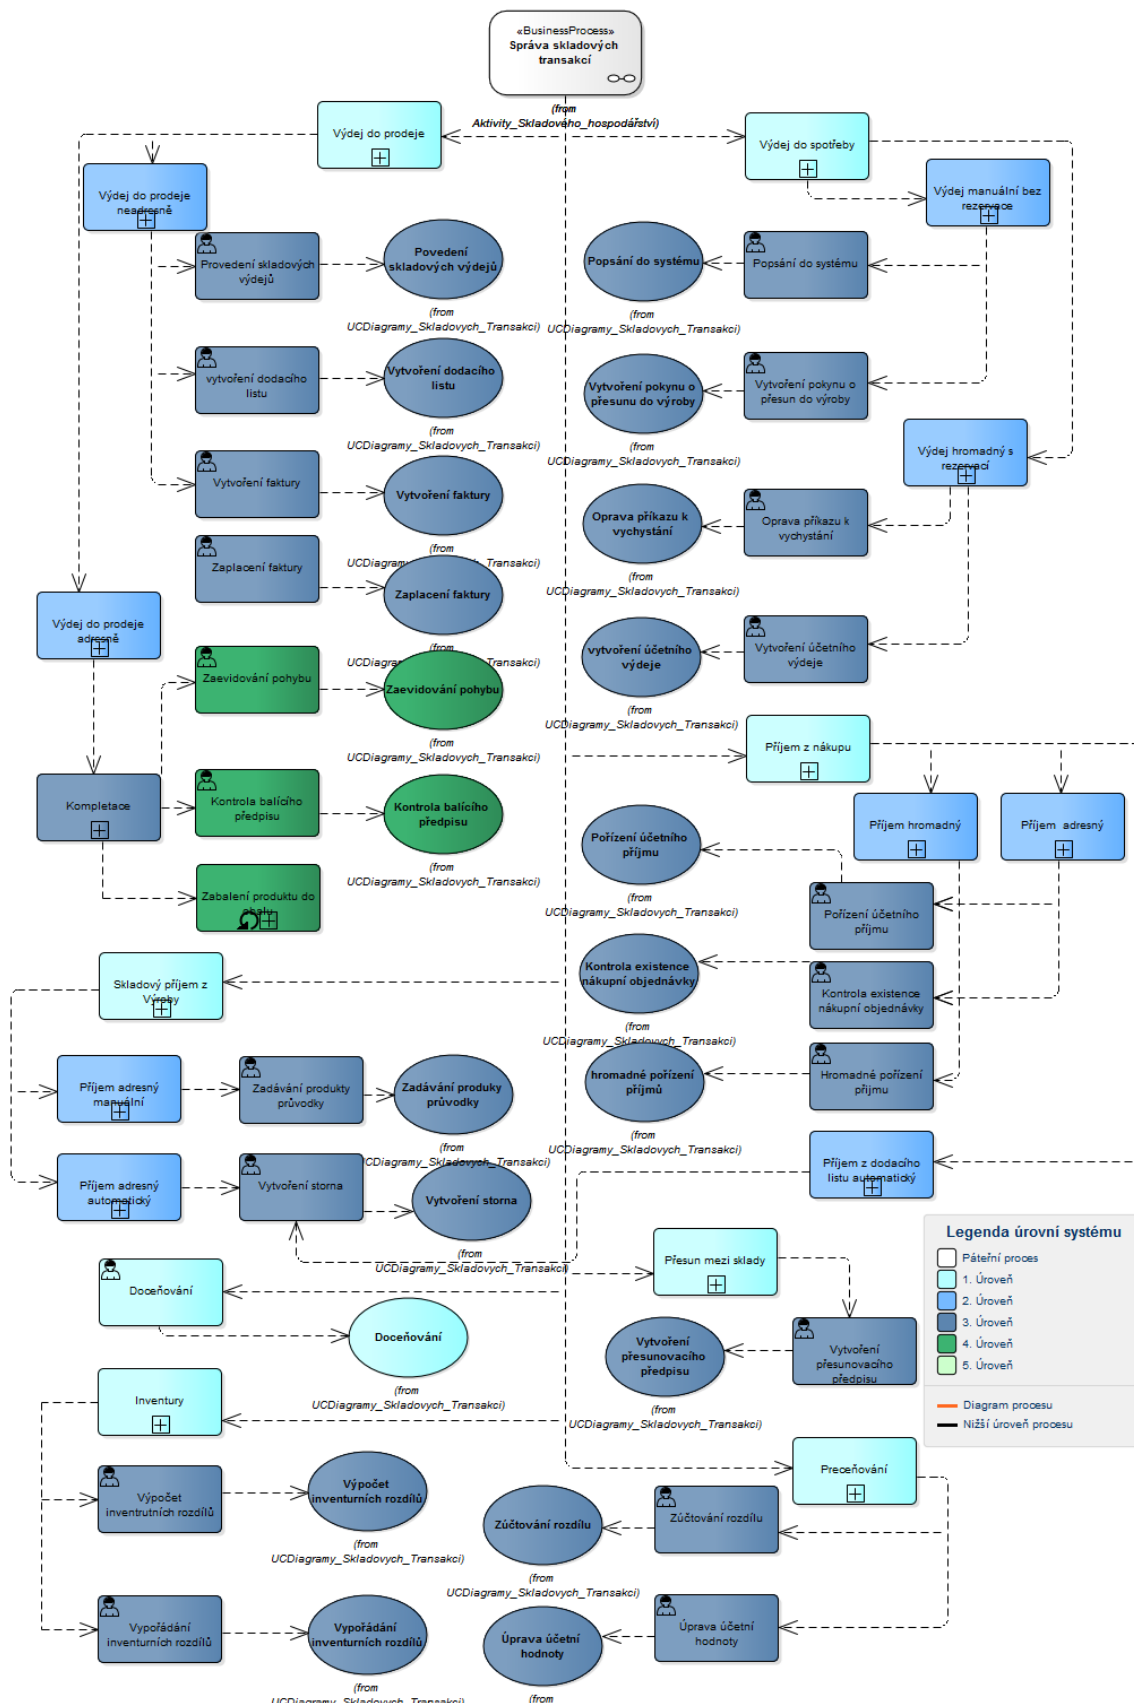 «BusinessProcess»
Správa skladových
transakcí
(from
Aktivity_Skladového_hospodářství)
Výdej do prodeje
Výdej do spotřeby
Výdej do prodeje
neadresně
Výdej manuální bez
rezervace
Provedení skladových
výdejů
Povedení
skladových výdejů
(from
UCDiagramy_Skladovych_Transakci)
Popsání do systému
(from
UCDiagramy_Skladovych_Transakci)
Popsání do systému
vytvoření dodacího
listu
Vytvoření dodacího
listu
(from
UCDiagramy_Skladovych_Transakci)
Vytvoření pokynu o
přesunu do výroby
(from
UCDiagramy_Skladovych_Transakci)
Vytvoření pokynu o
přesun do výroby
Výdej hromadný s
rezervací
Vytvoření faktury
Vytvoření faktury
(from
UCDiagramy_Skladovych_Transakci)
Oprava příkazu k
vychystání
(from
UCDiagramy_Skladovych_Transakci)
Oprava příkazu k
vychystání
Zaplacení faktury
Zaplacení faktury
(from
UCDiagramy_Skladovych_Transakci)
Výdej do prodeje
adresně
vytvoření účetního
výdeje
(from
UCDiagramy_Skladovych_Transakci)
Vytvoření účetního
výdeje
Zaevidování pohybu
Zaevidování pohybu
(from
UCDiagramy_Skladovych_Transakci)
Příjem z nákupu
Kompletace
Kontrola balícího
předpisu
Kontrola balícího
předpisu
(from
UCDiagramy_Skladovych_Transakci)
Příjem hromadný
Příjem adresný
Pořízení účetního
příjmu
(from
UCDiagramy_Skladovych_Transakci)
Pořízení účetního
příjmu
Zabalení produktu do
obalu
Kontrola existence
nákupní objednávky
(from
UCDiagramy_Skladovych_Transakci)
Kontrola existence
nákupní objednávky
Skladový příjem z
Výroby
hromadné pořízení
příjmů
(from
UCDiagramy_Skladovych_Transakci)
Hromadné pořízení
přijmu
Příjem adresný
manuální
Zadávání produkty
průvodky
Zadávání produky
průvodky
(from
UCDiagramy_Skladovych_Transakci)
Příjem z dodacího
listu automatický
Příjem adresný
automatický
Vytvoření storna
Vytvoření storna
(from
UCDiagramy_Skladovych_Transakci)
Přesun mezi sklady
Legenda úrovní systému
Páteřní proces
1. Úroveň
2. Úroveň
3. Úroveň
4. Úroveň
5. Úroveň
Diagram procesu
Nižší úroveň procesu
Doceňování
Doceňování
(from
UCDiagramy_Skladovych_Transakci)
Vytvoření
přesunovacího
předpisu
(from
UCDiagramy_Skladovych_Transakci)
Vytvoření
přesunovacího
předpisu
Inventury
Preceňování
Výpočet
inventrutních rozdílů
Výpočet
inventurních rozdílů
(from
UCDiagramy_Skladovych_Transakci)
Zúčtování rozdílu
(from
UCDiagramy_Skladovych_Transakci)
Zúčtování rozdílu
Vypořádání
inventurních rozdílů
Vypořádání
inventurních rozdílů
(from
UCDiagramy_Skladovych_Transakci)
Úprava účetní
hodnoty
(from
Úprava účetní
hodnoty